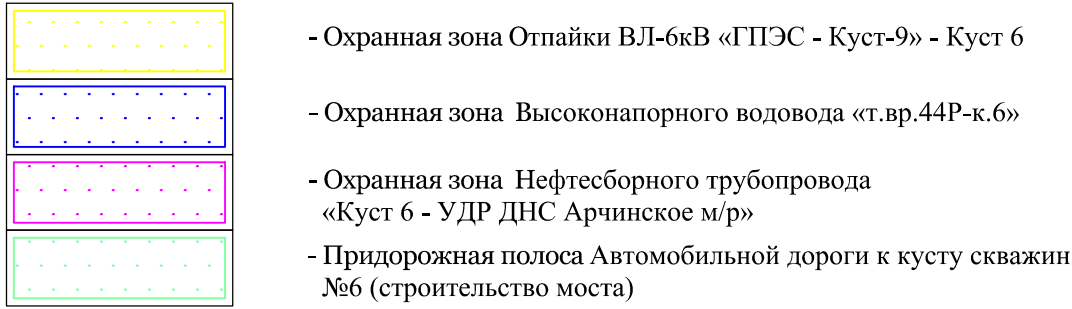 - Охранная зона Отпайки ВЛ-6кВ «ГПЭС - Куст-9» - Куст 6
- Охранная зона Высоконапорного водовода «т.вр.44Р-к.6»
- Охранная зона Нефтесборного трубопровода
«Куст 6 - УДР ДНС Арчинское м/р»
- Придорожная полоса Автомобильной дороги к кусту скважин
№6 (строительство моста)